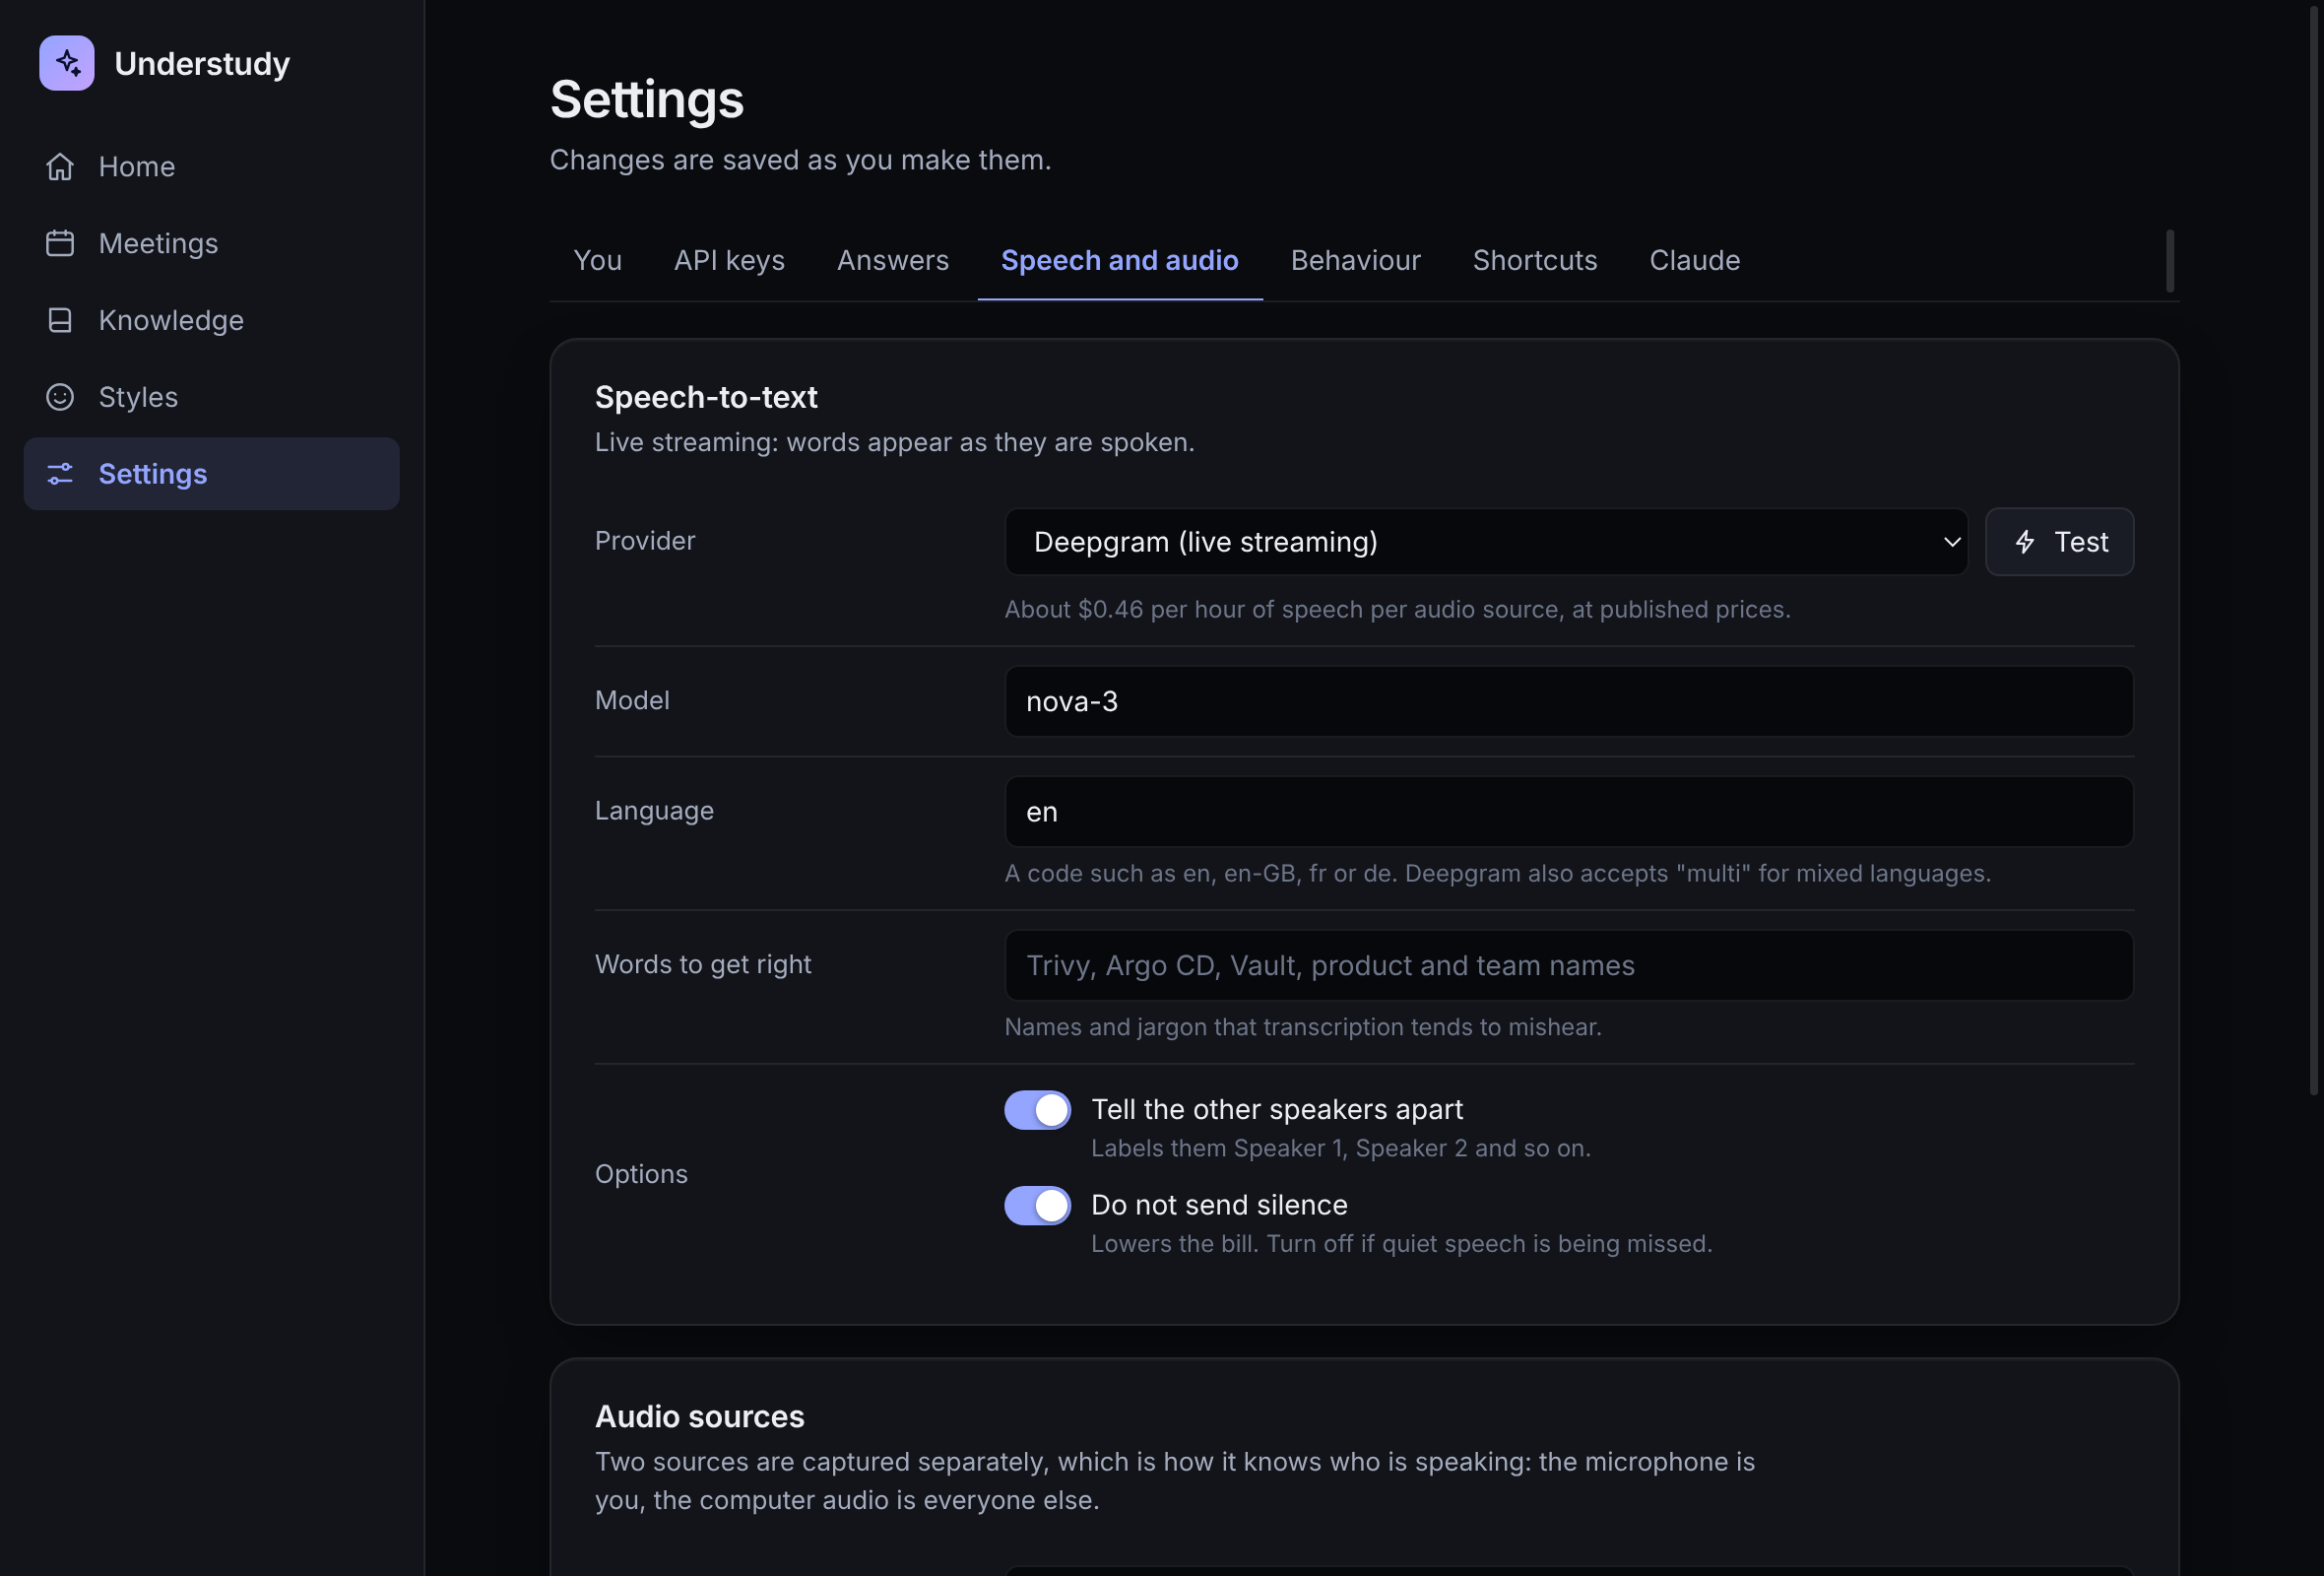 Understudy
Home
Meetings
Knowledge
Styles
Settings
Settings
Changes are saved as you make them.
You API keys Answers Speech and audio Behaviour Shortcuts Claude
Speech-to-text
Live streaming: words appear as they are spoken.
Provider
Deepgram (live streaming)
Test
About $0.46 per hour of speech per audio source, at published prices.
Model
nova-3
Language
en
A code such as en, en-GB, fr or de. Deepgram also accepts "multi" for mixed languages.
Words to get right
Trivy, Argo CD, Vault, product and team names
Names and jargon that transcription tends to mishear.
Options
Tell the other speakers apart
Labels them Speaker 1, Speaker 2 and so on.
Do not send silence
Lowers the bill. Turn off if quiet speech is being missed.
Audio sources
Two sources are captured separately, which is how it knows who is speaking: the microphone is
you, the computer audio is everyone else.